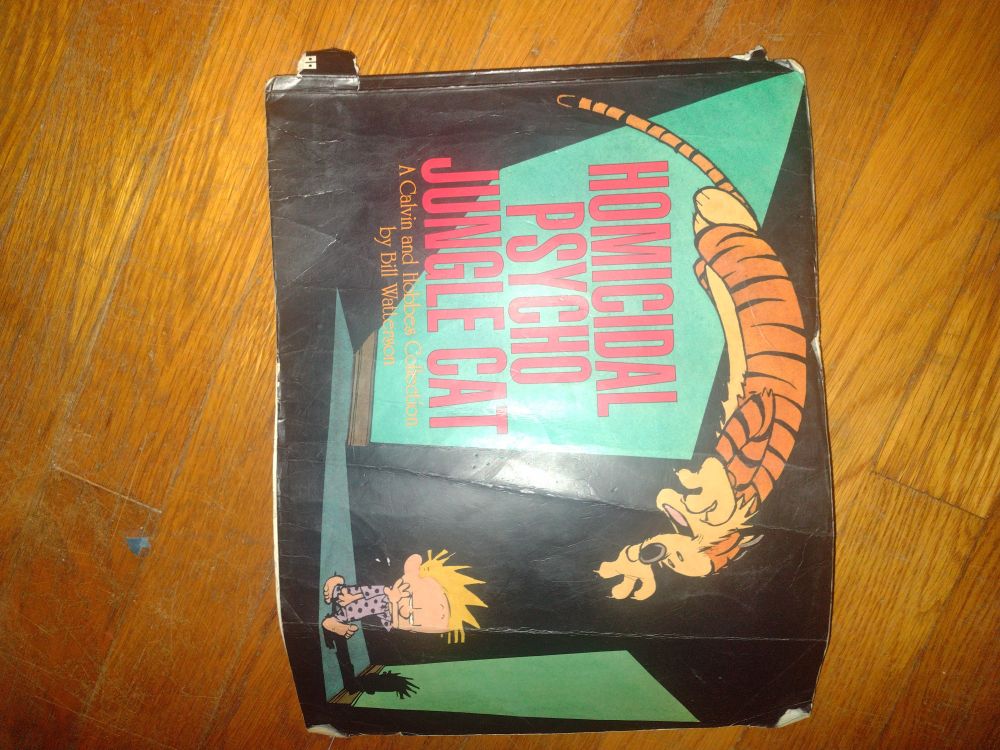 HOMICIDAL
PSYCHO
JUNGLE CAT
A Calvin and Hobbes Collection
by Bill Watterson